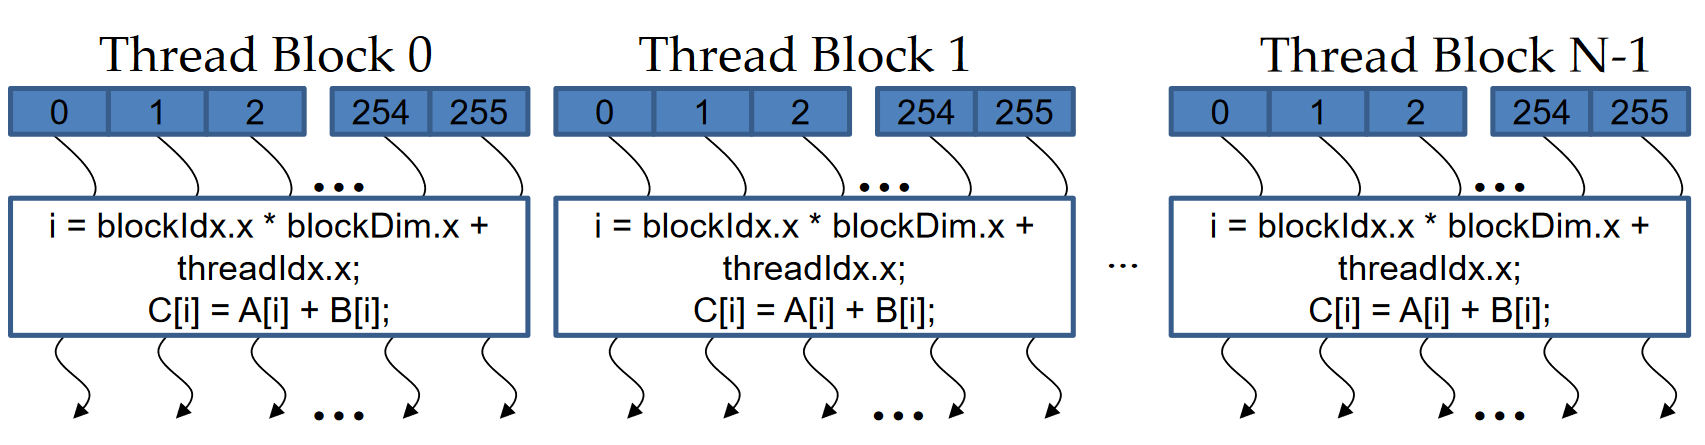 Thread Block 0
0 1 2 254 255
...
i = blockIdx.x * blockDim.x +
threadIdx.x;
C[i] = A[i] + B[i];
...
Thread Block 1
0 1 2 254 255
...
i = blockIdx.x * blockDim.x +
threadIdx.x;
C[i] = A[i] + B[i];
...
...
Thread Block N-1
0 1 2 254 255
...
i = blockIdx.x * blockDim.x +
threadIdx.x;
C[i] = A[i] + B[i];
...